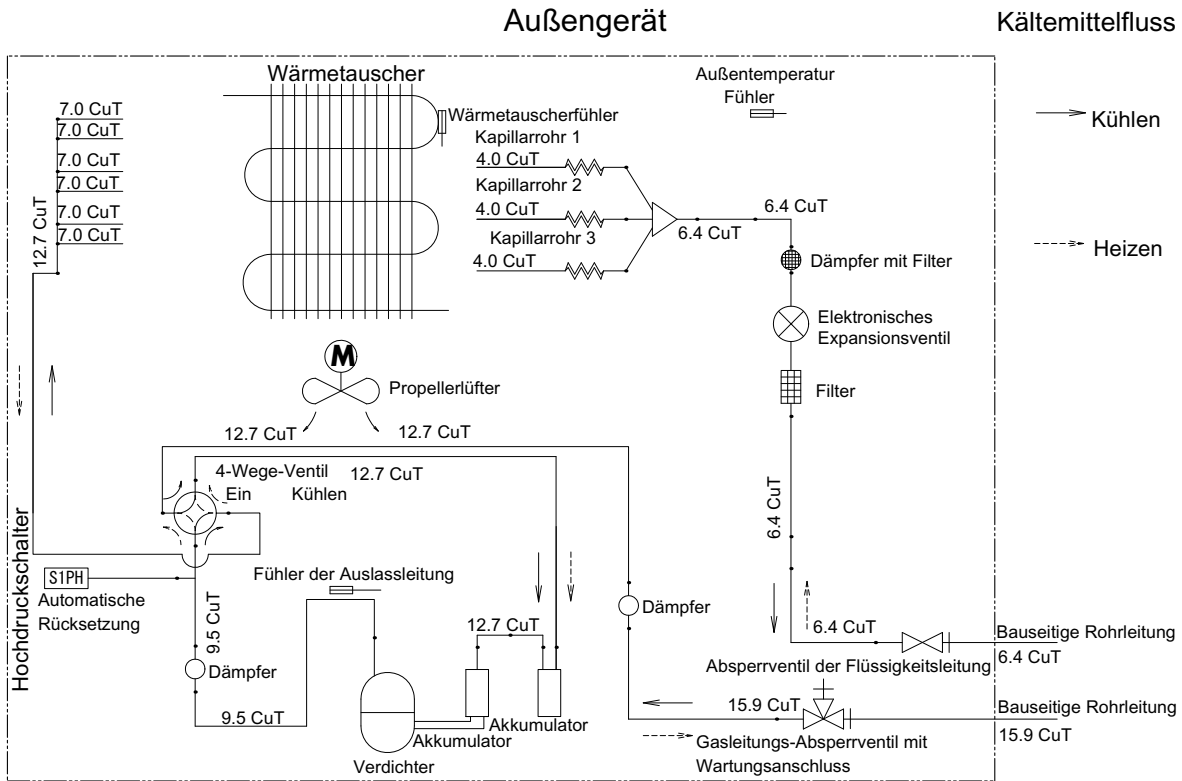 Außengerät
Kältemittelfluss
Wärmetauscher
Außentemperatur
Fühler
7.0 CuT
7.0 CuT
7.0 CuT
7.0 CuT
7.0 CuT
7.0 CuT
12.7 CuT
Wärmetauscherfühler
Kapillarrohr 1
4.0 CuT
Kapillarrohr 2
4.0 CuT
Kapillarrohr 3
4.0 CuT
6.4 CuT
6.4 CuT
Kühlen
Heizen
Dämpfer mit Filter
Elektronisches
Expansionsventil
Filter
M
Propellerlüfter
12.7 CuT
12.7 CuT
4-Wege-Ventil
Ein Kühlen
12.7 CuT
6.4 CuT
Hochdruckschalter
S1PH
Automatische
Rücksetzung
9.5 CuT
Fühler der Auslassleitung
Dämpfer
9.5 CuT
12.7 CuT
Akkumulator
Akkumulator
Verdichter
Dämpfer
6.4 CuT
Bauseitige Rohrleitung
6.4 CuT
Absperrventil der Flüssigkeitsleitung
15.9 CuT
Bauseitige Rohrleitung
15.9 CuT
Gasleitungs-Absperrventil mit
Wartungsanschluss